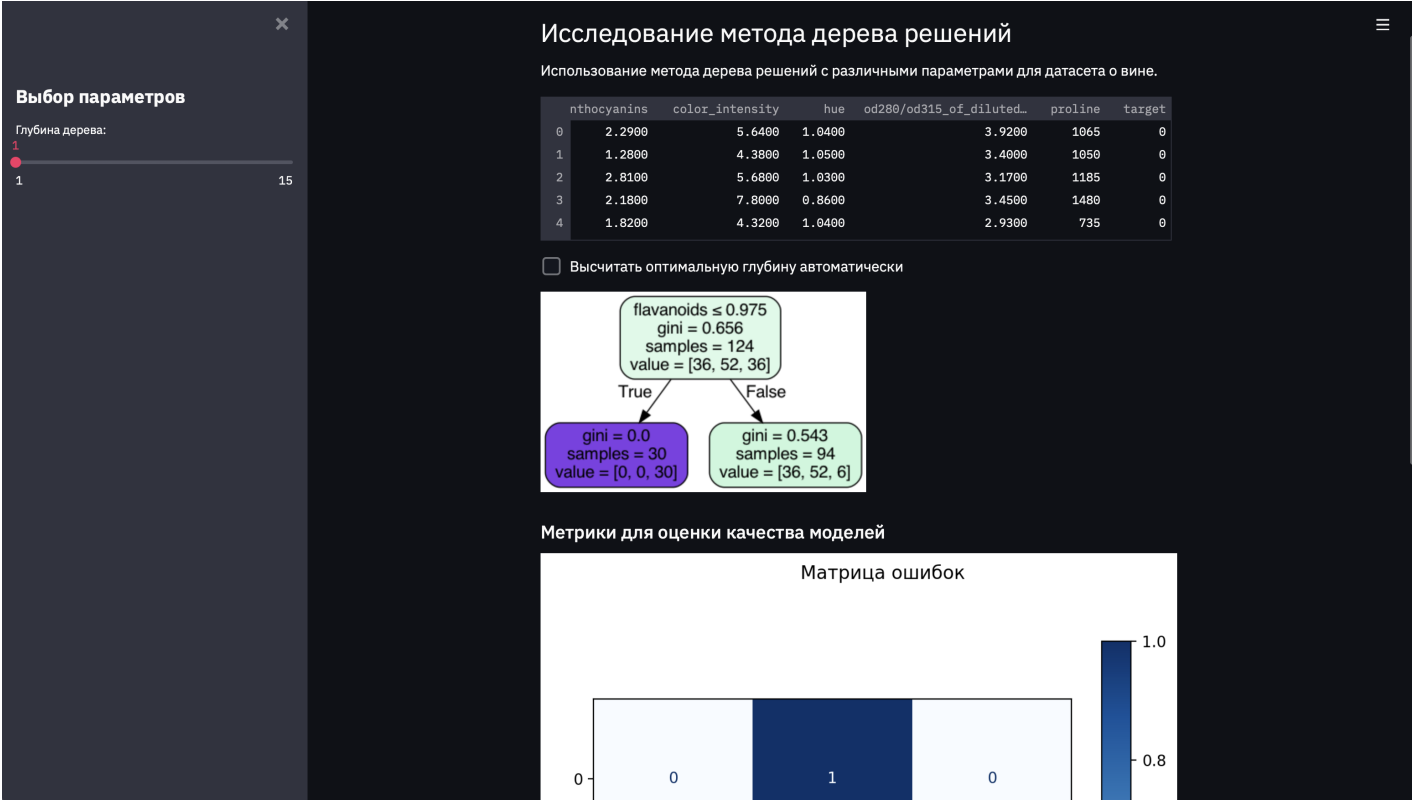 ×
Выбор параметров
Глубина дерева:
1
1 15
Исследование метода дерева решений
Использование метода дерева решений с различными параметрами для датасета о вине.
nthocyanins color_intensity hue od280/od315_of_diluted… proline target
0 2.2900 5.6400 1.0400 3.9200 1065 0
1 1.2800 4.3800 1.0500 3.4000 1050 0
2 2.8100 5.6800 1.0300 3.1700 1185 0
3 2.1800 7.8000 0.8600 3.4500 1480 0
4 1.8200 4.3200 1.0400 2.9300 735 0
Высчитать оптимальную глубину автоматически
flavanoids ≤ 0.975
gini = 0.656
samples = 124
value = [36, 52, 36]
True False
gini = 0.0
samples = 30
value = [0, 0, 30]
gini = 0.543
samples = 94
value = [36, 52, 6]
Метрики для оценки качества моделей
Матрица ошибок
1.0
0.8
0 0 1 0